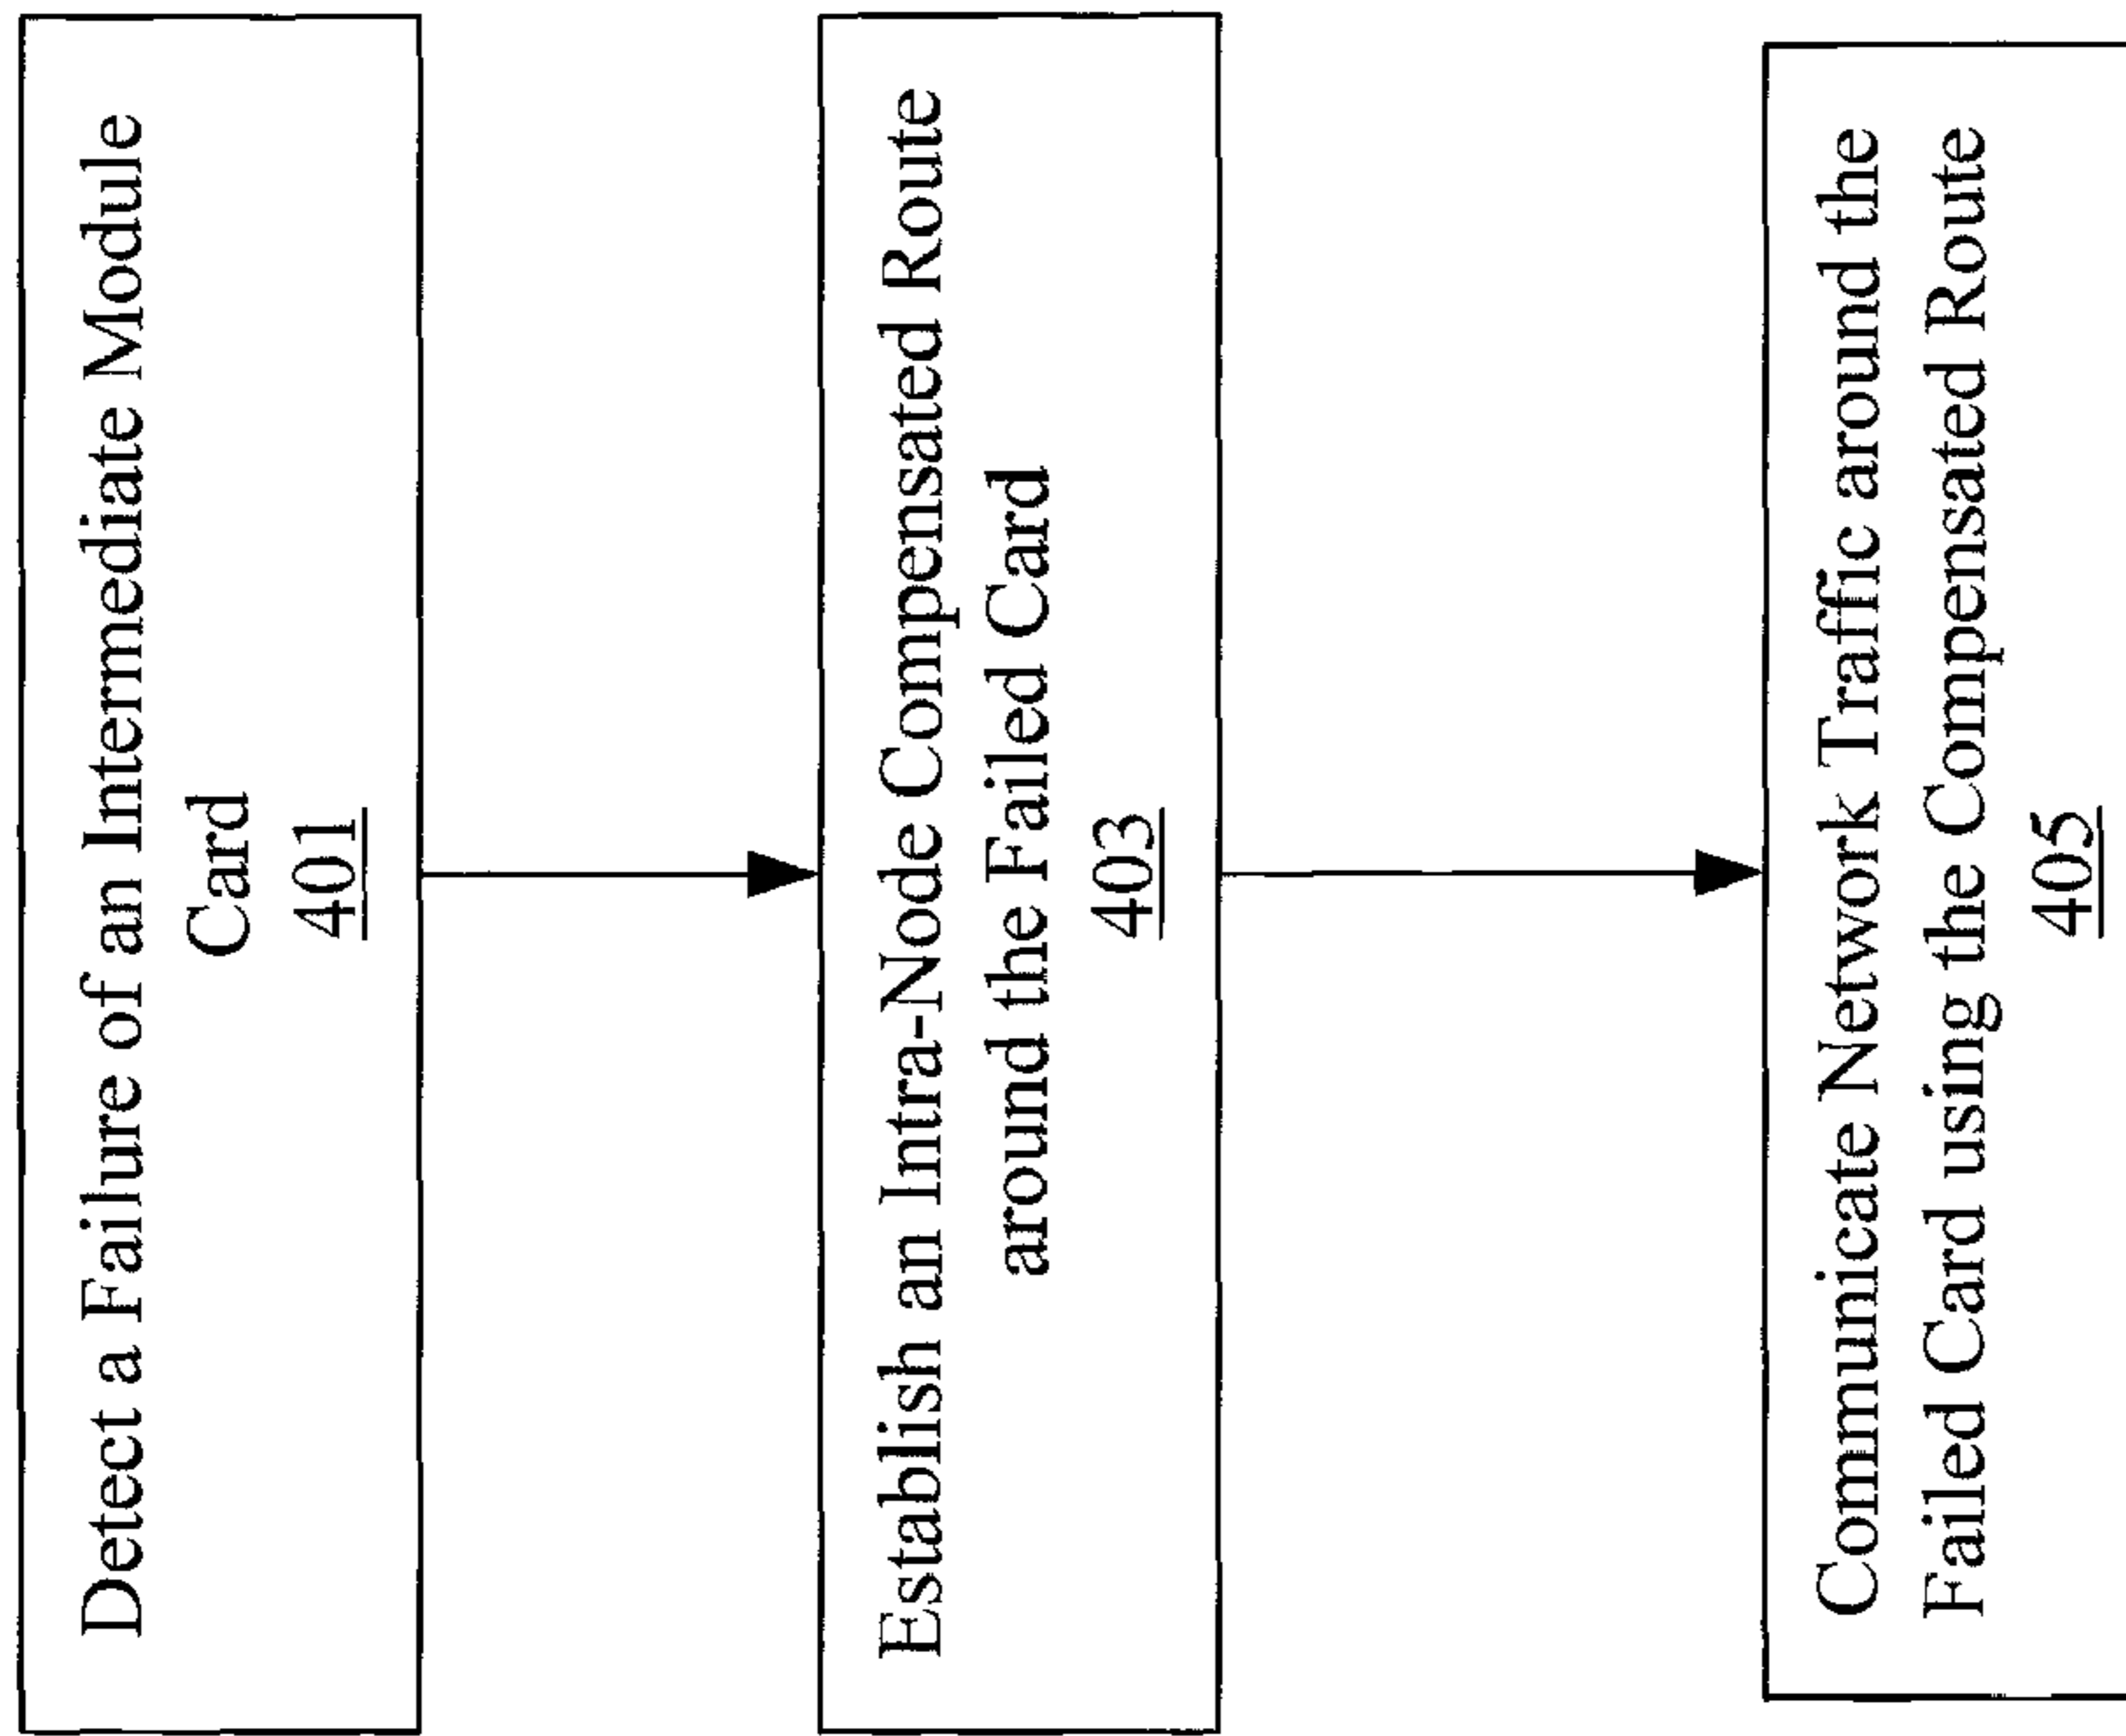 Detect a Failure of an Intermediate Module
Card
401
Establish an Intra-Node Compensated Route
around the Failed Card
403
Communicate Network Traffic around the
Failed Card using the Compensated Route
405